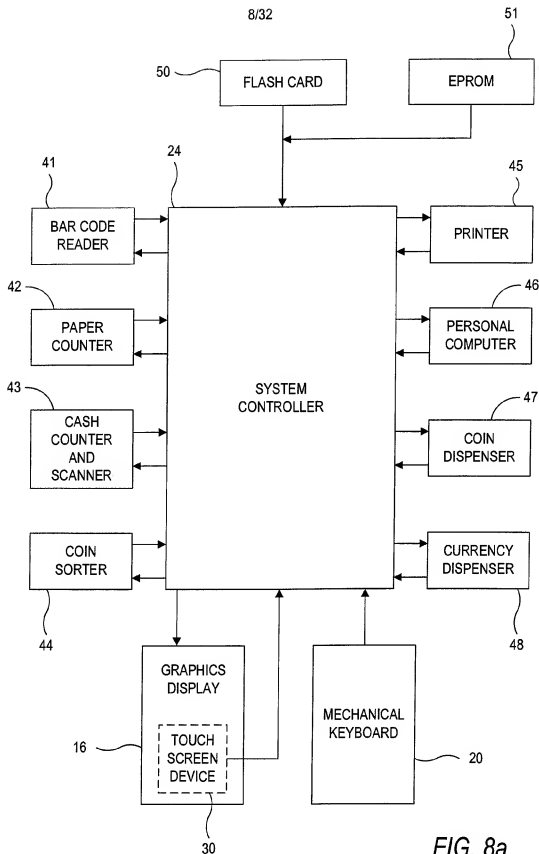 8/32
51
50
FLASH CARD
EPROM
24
41
45
BAR CODE
READER
PRINTER
42
46
PAPER
COUNTER
PERSONAL
COMPUTER
43
47
SYSTEM
CONTROLLER
CASH
COUNTER
AND
SCANNER
COIN
DISPENSER
COIN
SORTER
CURRENCY
DISPENSER
44
48
GRAPHICS
DISPLAY
MECHANICAL
KEYBOARD
16
TOUCH
SCREEN
DEVICE
20
30
FIG. 8a